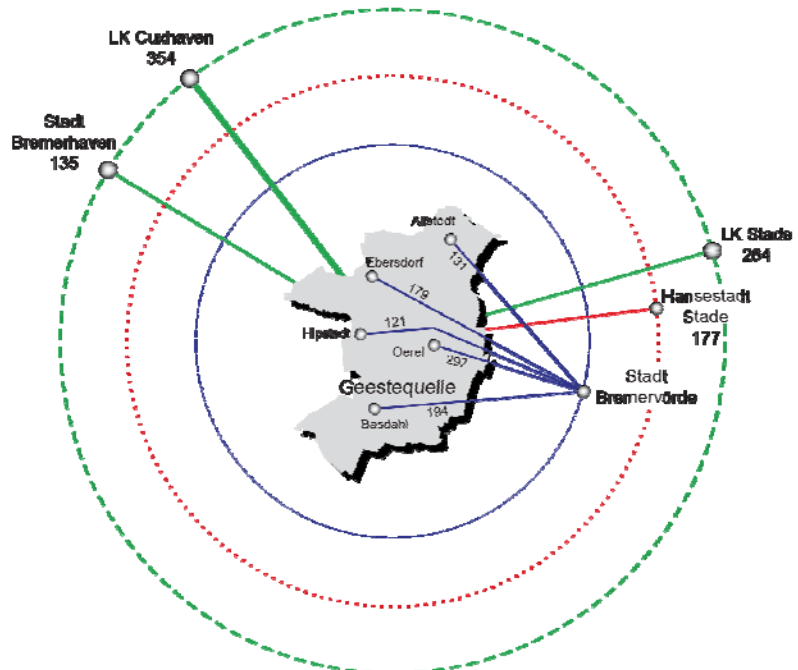 LK Cuxhaven
354
Stadt
Bremerhaven
135
Alfstedt
131
LK Stade
264
Ebersdorf
179
Hansestadt
Stade
177
121
Hipstedt
Oerel
297
Stadt
Bremervörde
Geestequelle
194
Basdahl